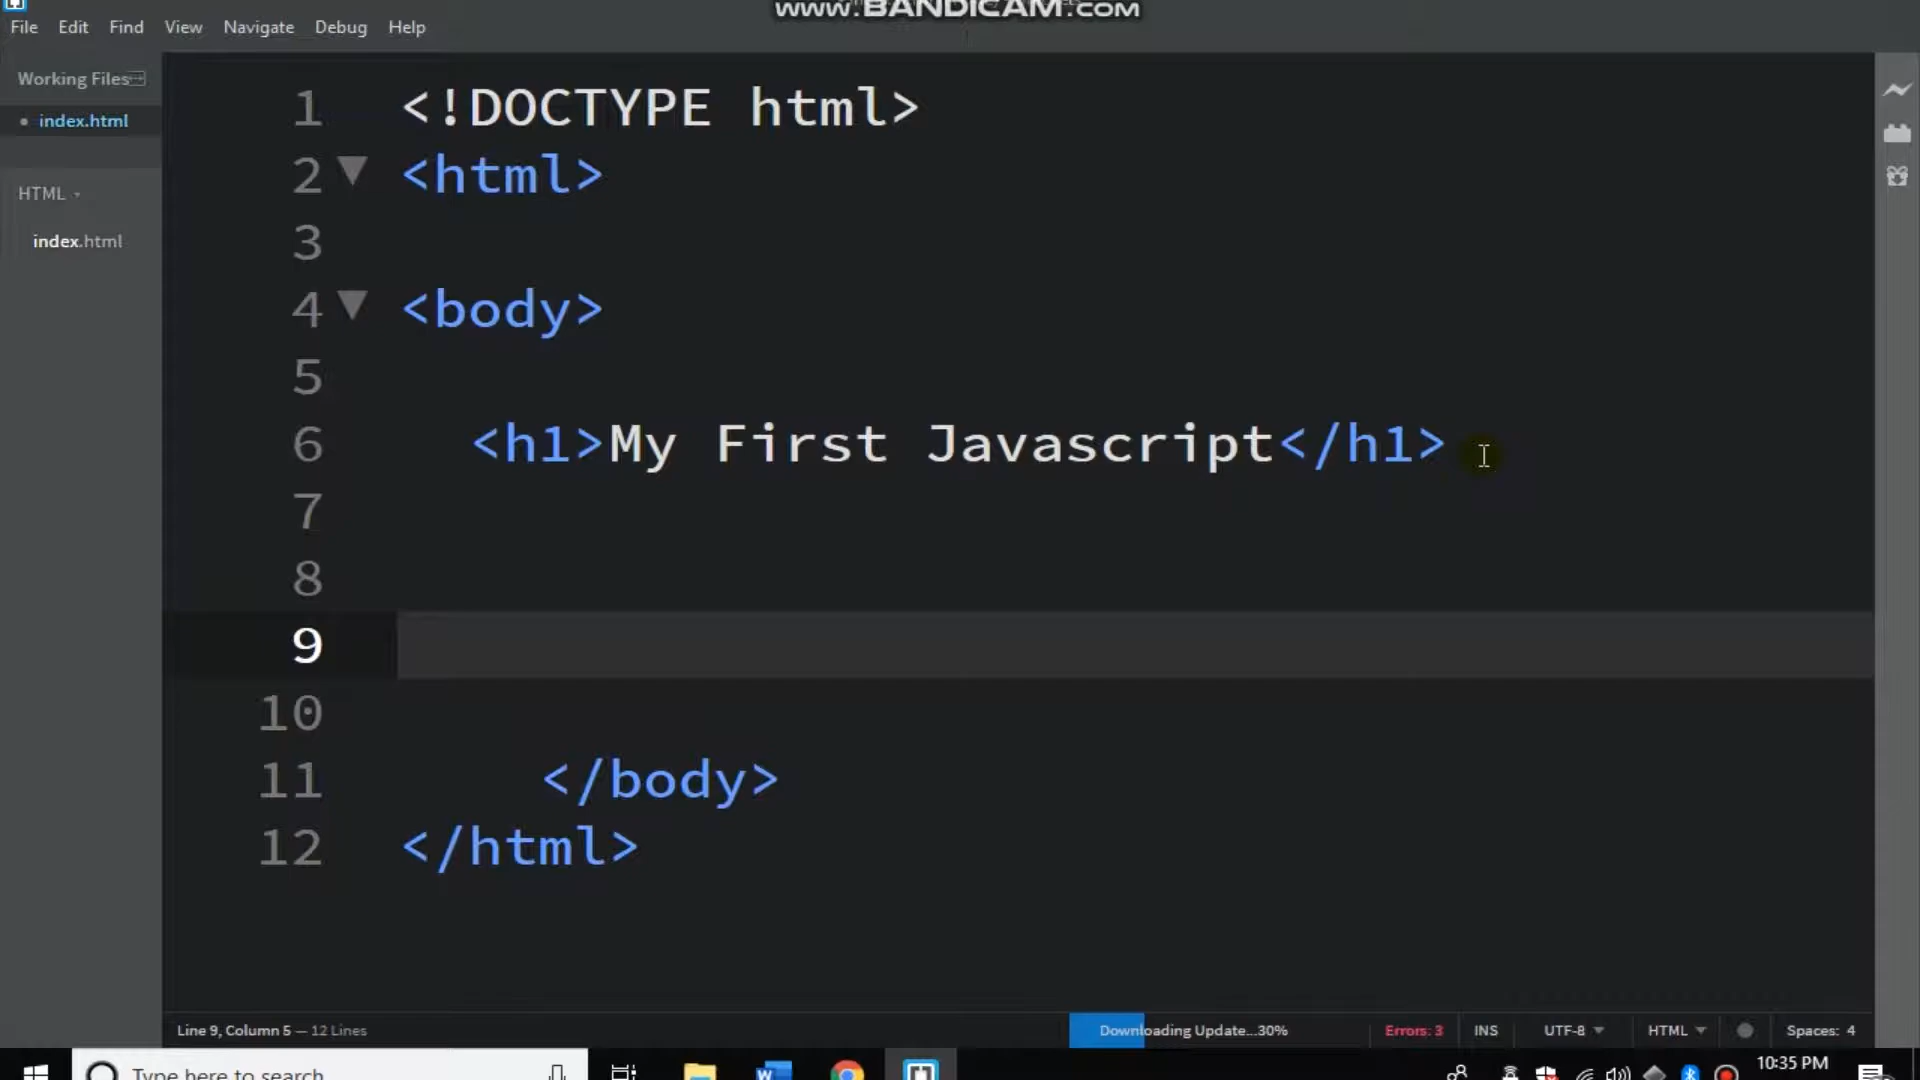 www.BANDICAM.com
File Edit Find View Navigate Debug Help
Working Files
• index.html
HTML
index.html
1 <!DOCTYPE html>
2 <html>
3
4 <body>
5
6 <h1>My First Javascript</h1>
7
8
9
10
11 </body>
12 </html>
Line 9, Column 5 — 12 Lines
Downloading Update...30%
Errors: 3
INS
UTF-8
HTML
Spaces: 4
Type here to search
10:35 PM